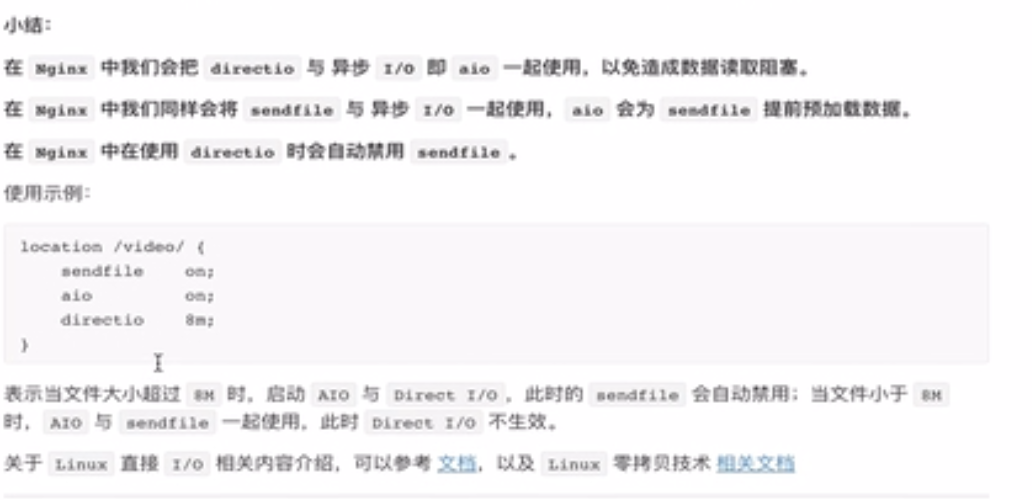 小结：
在 Nginx 中我们会把 directio 与 异步 I/O 即 aio 一起使用，以免造成数据读取阻塞。
在 Nginx 中我们同样会将 sendfile 与 异步 I/O 一起使用， aio 会为 sendfile 提前预加载数据。
在 Nginx 中在使用 directio 时会自动禁用 sendfile 。
使用示例：
location /video/ {
    sendfile    on;
    aio         on;
    directio    8m;
}
表示当文件大小超过 8M 时，启动 AIO 与 Direct I/O ，此时的 sendfile 会自动禁用；当文件小于 8M
时， AIO 与 sendfile 一起使用，此时 Direct I/O 不生效。
关于 Linux 直接 I/O 相关内容介绍，可以参考 文档，以及 Linux 零拷贝技术 相关文档